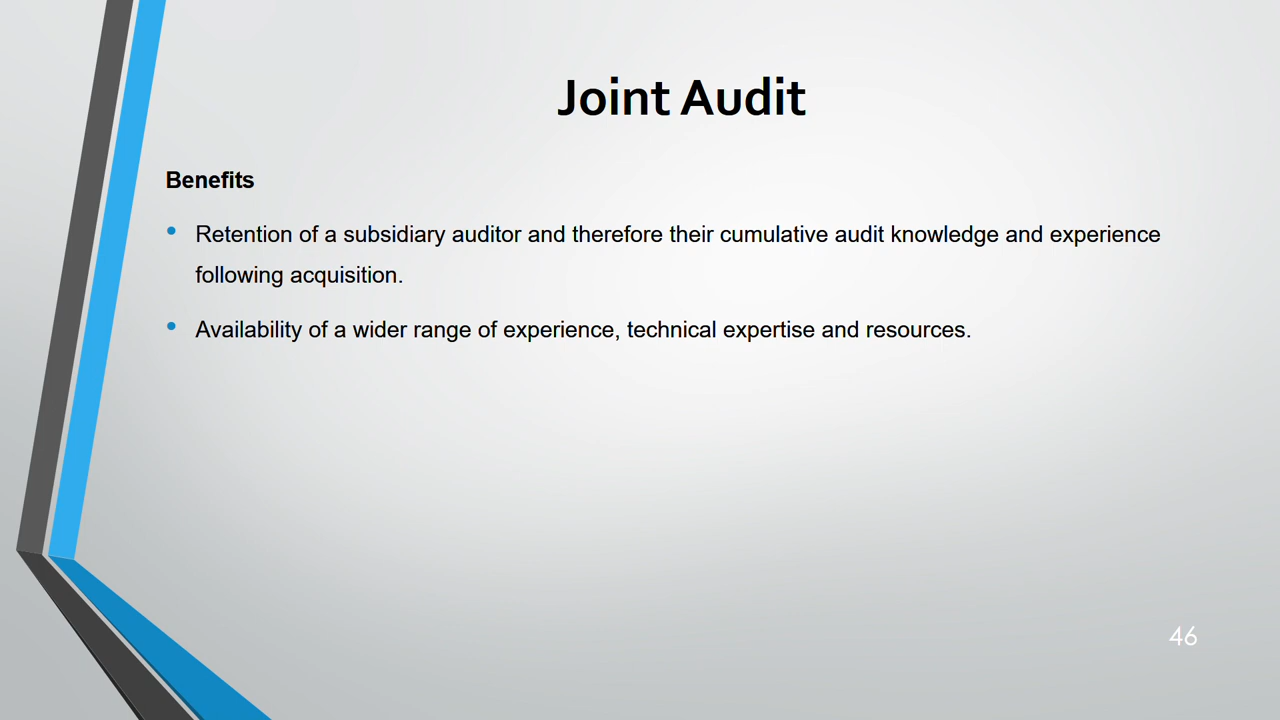 Joint Audit
Benefits
• Retention of a subsidiary auditor and therefore their cumulative audit knowledge and experience
following acquisition.
• Availability of a wider range of experience, technical expertise and resources.
46